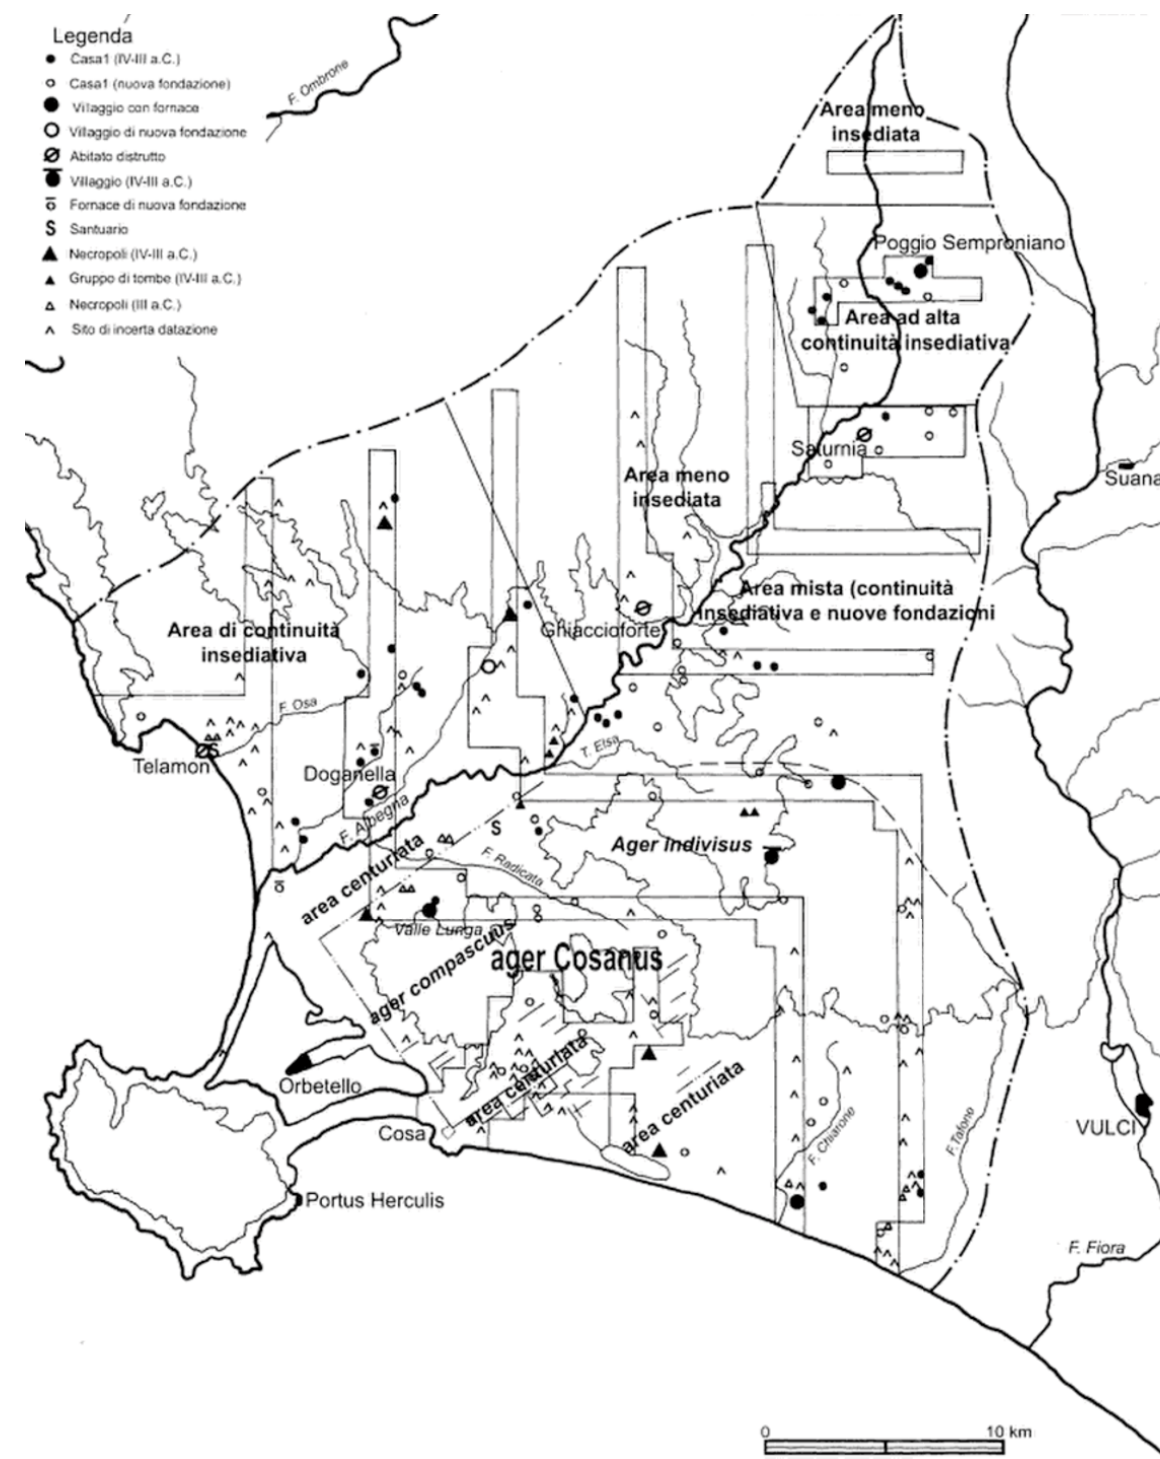 Legenda
Casa1 (IV-III a.C.)
Casa1 (nuova fondazione)
Villaggio con fornace
Villaggio di nuova fondazione
Abitato distrutto
Villaggio (IV-III a.C.)
Fornace di nuova fondazione
S Santuario
Necropoli (IV-III a.C.)
Gruppo di tombe (IV-III a.C.)
Necropoli (III a.C.)
Sito di incerta datazione
F. Ombrone
Area meno
insediata
Poggio Semproniano
Area ad alta
continuità insediativa
Saturnia
Suana
Area meno
insediata
Area mista (continuità
insediativa e nuove fondazioni
Ghiaccioforte
Area di continuità
insediativa
F. Osa
Telamon
S
T. Elsa
Doganella
F. Albegna
S
Ager Indivisus
area centuriata
F. Radicata
Valle Lunga
ager compascuus
ager Cosanus
Orbetello
area centuriata
area centuriata
F. Chiarone
F. Tafone
Cosa
VULCI
Portus Herculis
F. Fiora
0 10 km